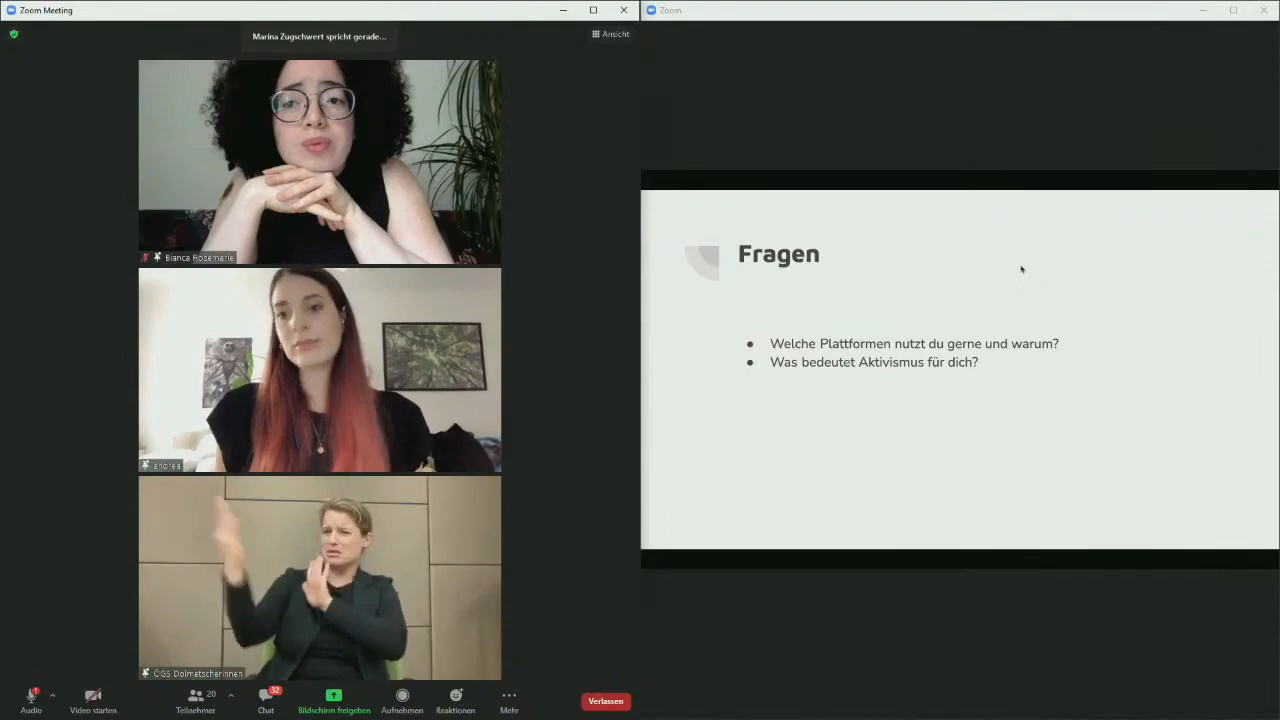 Zoom Meeting
Marina Zugschwert spricht gerade...
Ansicht
Bianca Rosemarie
andrea
ÖGS Dolmetscherinnen
Audio
Video starten
20
Teilnehmer
32
Chat
Bildschirm freigeben
Aufnehmen
Reaktionen
Mehr
Verlassen
Zoom
Fragen
● Welche Plattformen nutzt du gerne und warum?
● Was bedeutet Aktivismus für dich?